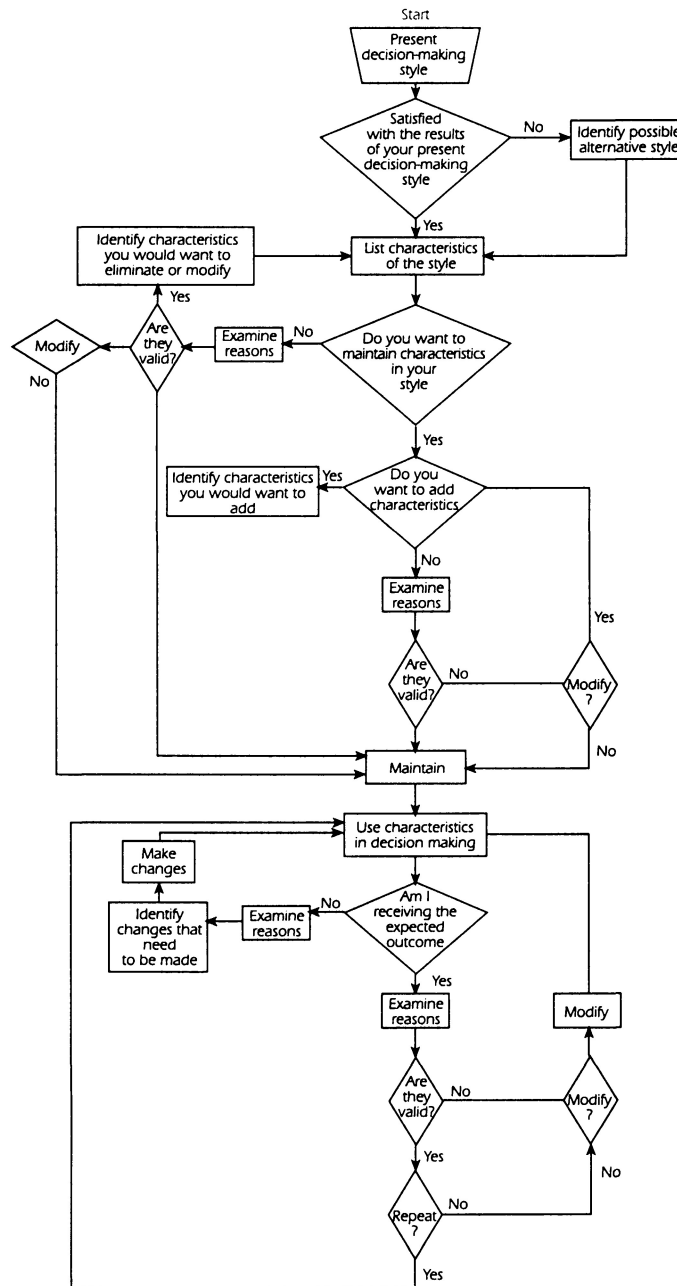 Start
Present
decision-making
style
Satisfied
with the results
of your present
decision-making
style
No
Identify possible
alternative style
Yes
Identify characteristics
you would want to
eliminate or modify
List characteristics
of the style
Yes
Modify
Are
they
valid?
Examine
reasons
No
Do you want to
maintain characteristics
in your
style
No
Yes
Identify characteristics
you would want to
add
Yes
Do you
want to add
characteristics
No
Examine
reasons
Yes
Are
they
valid?
No
Modify
?
No
Maintain
Use characteristics
in decision making
Make
changes
Identify
changes that
need
to be made
Examine
reasons
No
Am I
receiving the
expected
outcome
Yes
Examine
reasons
Modify
Are
they
valid?
No
Modify
?
Yes
No
Repeat
?
No
Yes